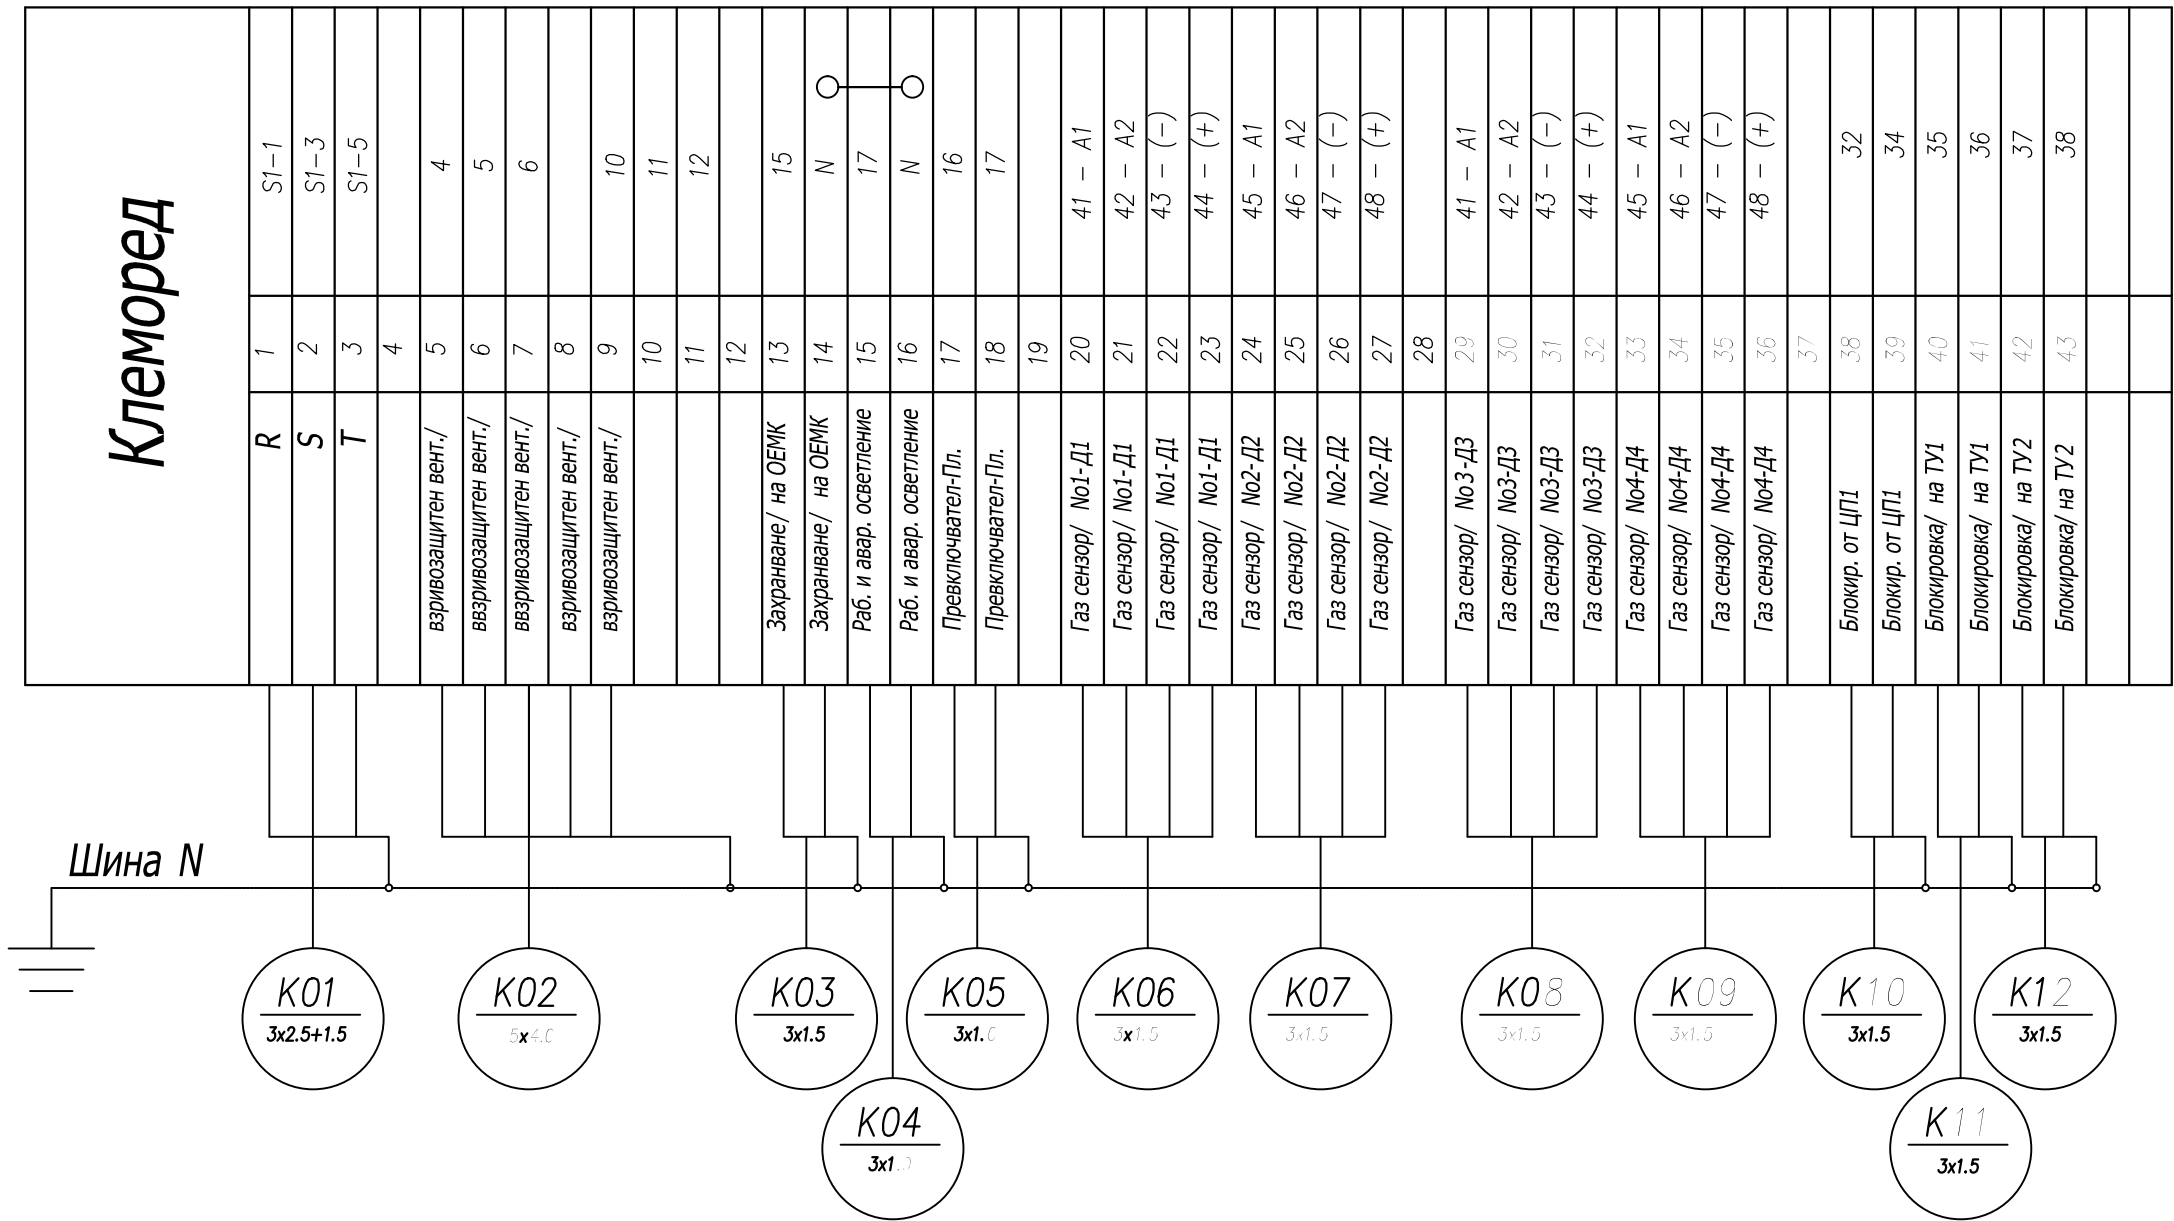 Клеморед
S1-1
S1-3
S1-5
4
5
6
10
11
12
15
N
17
N
16
17
41 - A1
42 - A2
43 - (-)
44 - (+)
45 - A1
46 - A2
47 - (-)
48 - (+)
41 - A1
42 - A2
43 - (-)
44 - (+)
45 - A1
46 - A2
47 - (-)
48 - (+)
32
34
35
36
37
38
1
2
3
4
5
6
7
8
9
10
11
12
13
14
15
16
17
18
19
20
21
22
23
24
25
26
27
28
29
30
31
32
33
34
35
36
37
38
39
40
41
42
43
R
S
T
взривозащитен вент./
ввзривозащитен вент./
ввзривозащитен вент./
взривозащитен вент./
взривозащитен вент./
Захранване/ на ОЕМК
Захранване/ на ОЕМК
Раб. и авар. осветление
Раб. и авар. осветление
Превключвател-Пл.
Превключвател-Пл.
Газ сензор/ No1-Д1
Газ сензор/ No1-Д1
Газ сензор/ No1-Д1
Газ сензор/ No1-Д1
Газ сензор/ No2-Д2
Газ сензор/ No2-Д2
Газ сензор/ No2-Д2
Газ сензор/ No2-Д2
Газ сензор/ No3-Д3
Газ сензор/ No3-Д3
Газ сензор/ No3-Д3
Газ сензор/ No3-Д3
Газ сензор/ No4-Д4
Газ сензор/ No4-Д4
Газ сензор/ No4-Д4
Газ сензор/ No4-Д4
Блокир. от ЦП1
Блокир. от ЦП1
Блокировка/ на ТУ1
Блокировка/ на ТУ1
Блокировка/ на ТУ2
Блокировка/ на ТУ2
Шина N
K01
3x2.5+1.5
K02
5x4.0
K03
3x1.5
K04
3x1.0
K05
3x1.0
K06
3x1.5
K07
3x1.5
K08
3x1.5
K09
3x1.5
K10
3x1.5
K11
3x1.5
K12
3x1.5